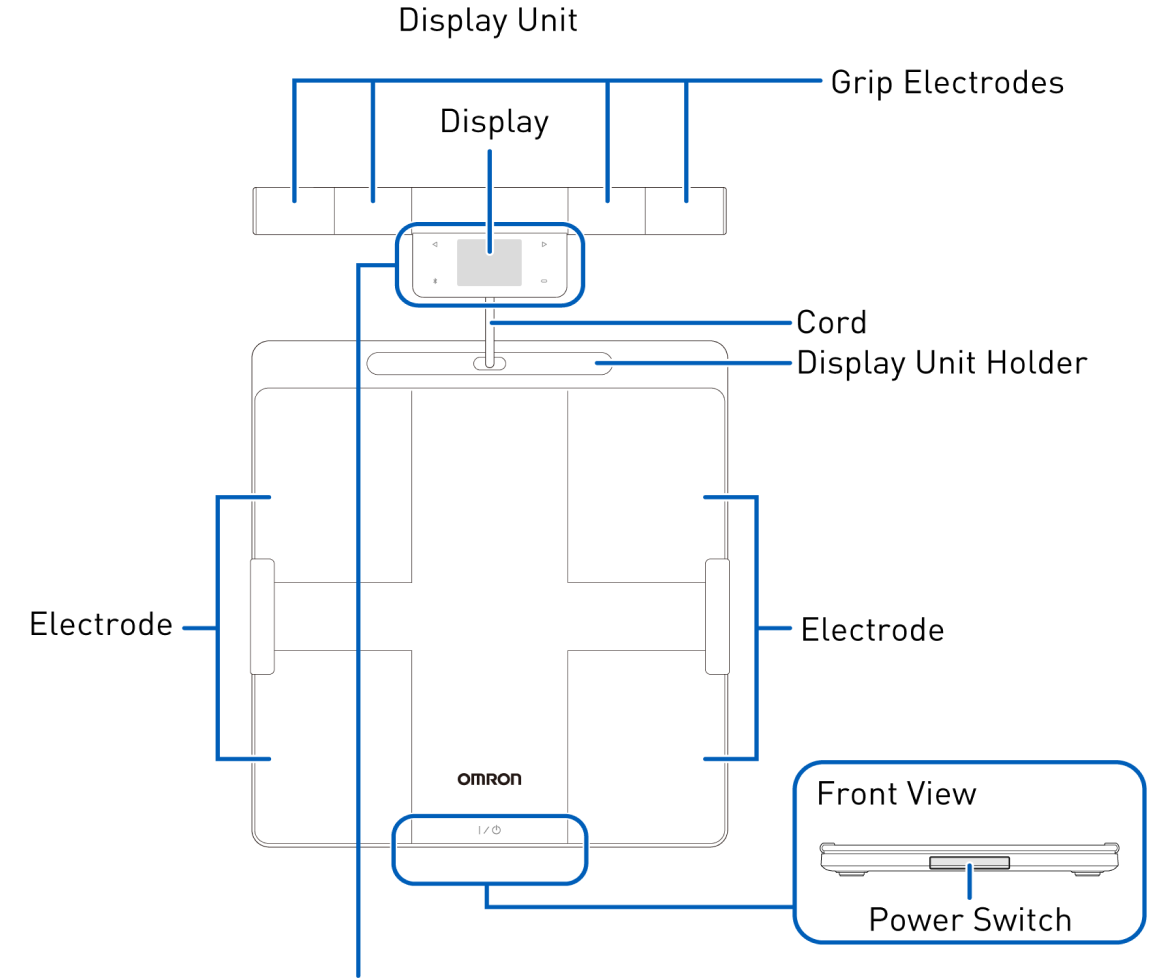 Display Unit
Grip Electrodes
Display
Cord
Display Unit Holder
Electrode
Electrode
OMRON
Front View
Power Switch